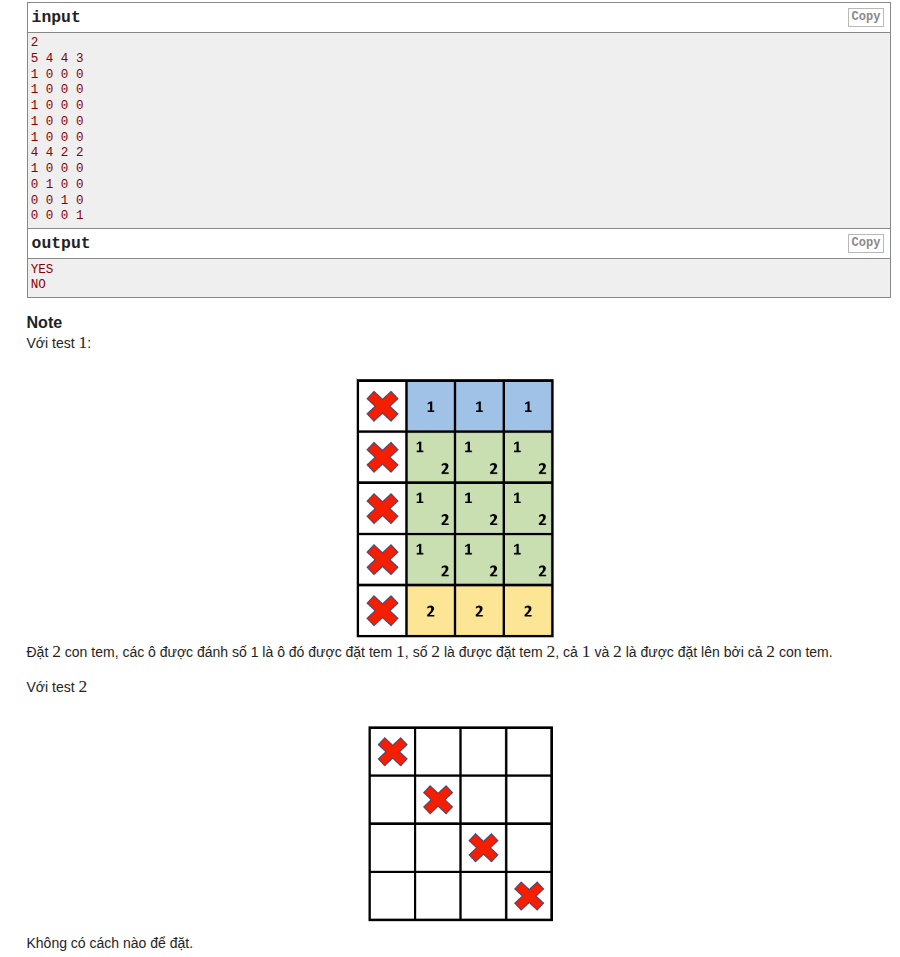 input
Copy
2
5 4 4 3
1 0 0 0
1 0 0 0
1 0 0 0
1 0 0 0
1 0 0 0
4 4 2 2
1 0 0 0
0 1 0 0
0 0 1 0
0 0 0 1
output
Copy
YES
NO
Note
Với test 1:
1 1 1
1 1 1
2 2 2
1 1 1
2 2 2
1 1 1
2 2 2
2 2 2
Đặt 2 con tem, các ô được đánh số 1 là ô đó được đặt tem 1, số 2 là được đặt tem 2, cả 1 và 2 là được đặt lên bởi cả 2 con tem.
Với test 2
Không có cách nào để đặt.